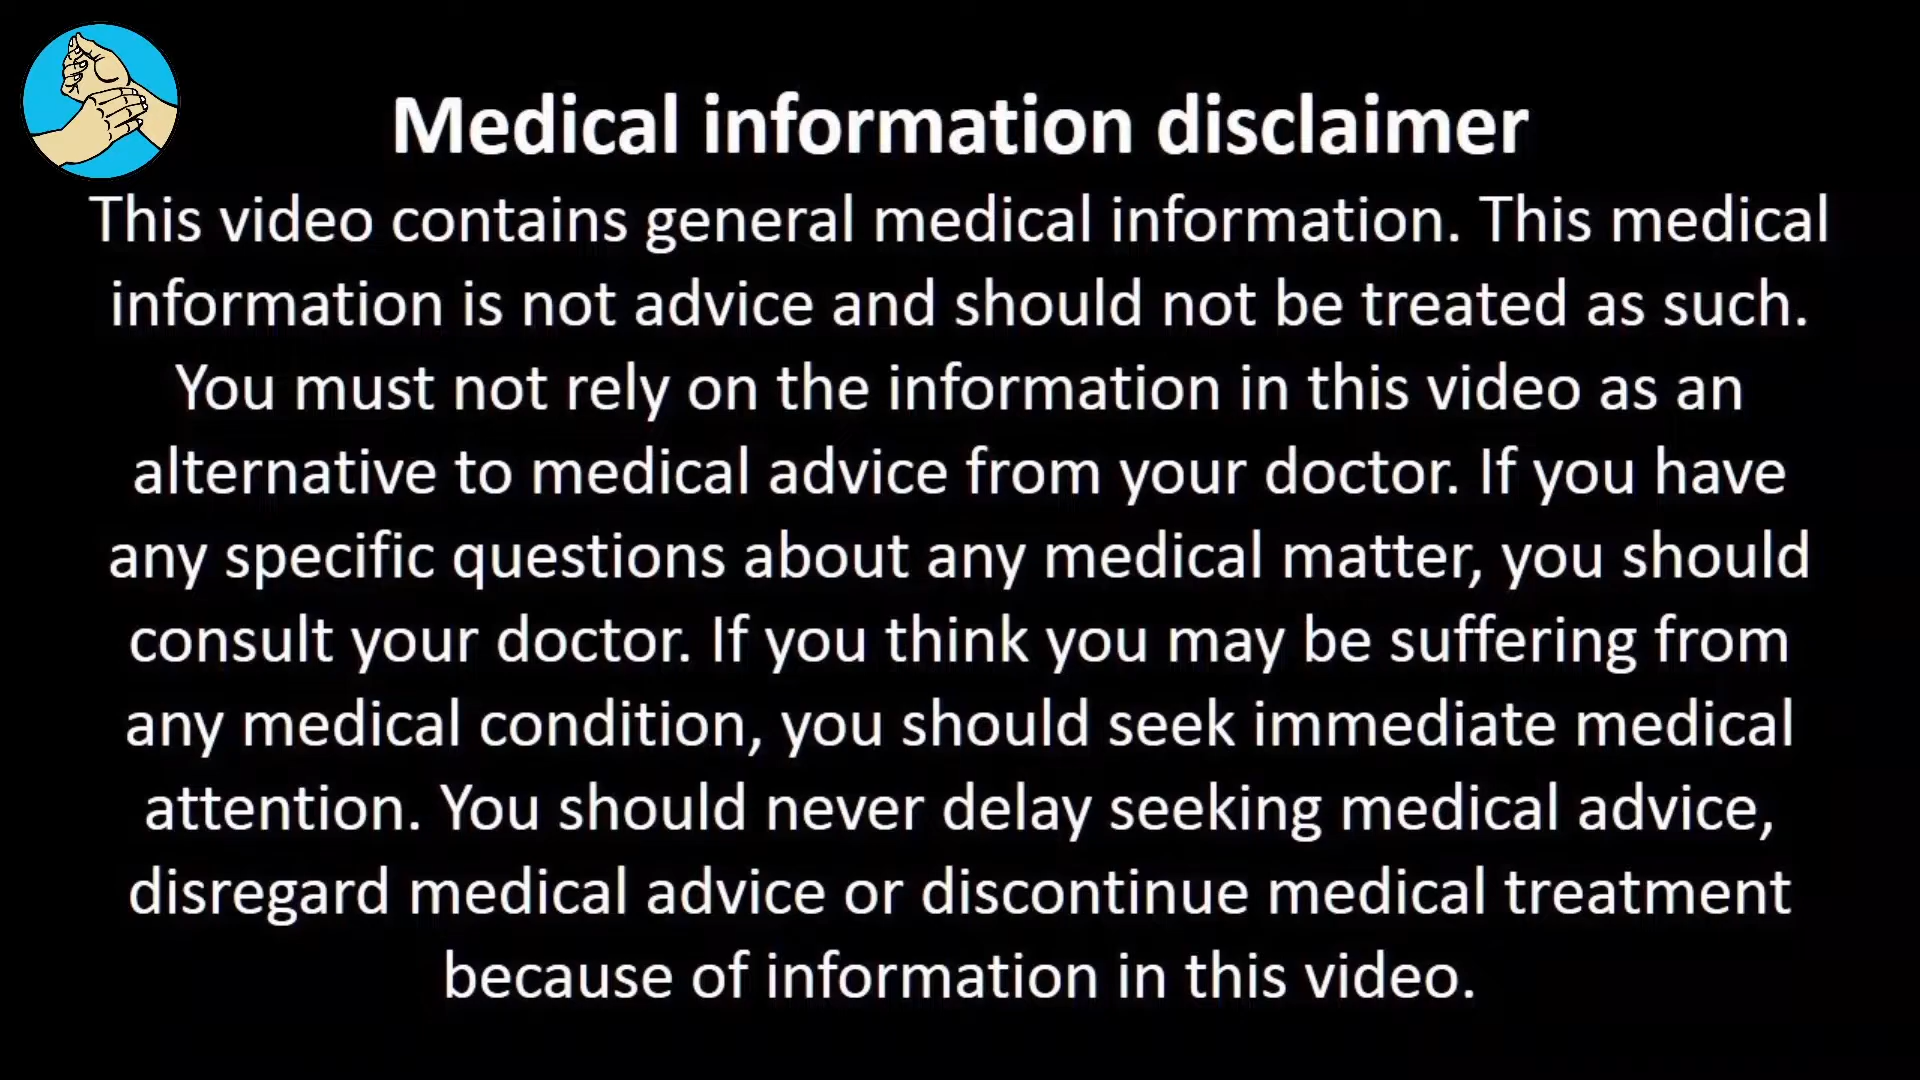 Medical information disclaimer
This video contains general medical information. This medical
information is not advice and should not be treated as such.
You must not rely on the information in this video as an
alternative to medical advice from your doctor. If you have
any specific questions about any medical matter, you should
consult your doctor. If you think you may be suffering from
any medical condition, you should seek immediate medical
attention. You should never delay seeking medical advice,
disregard medical advice or discontinue medical treatment
because of information in this video.